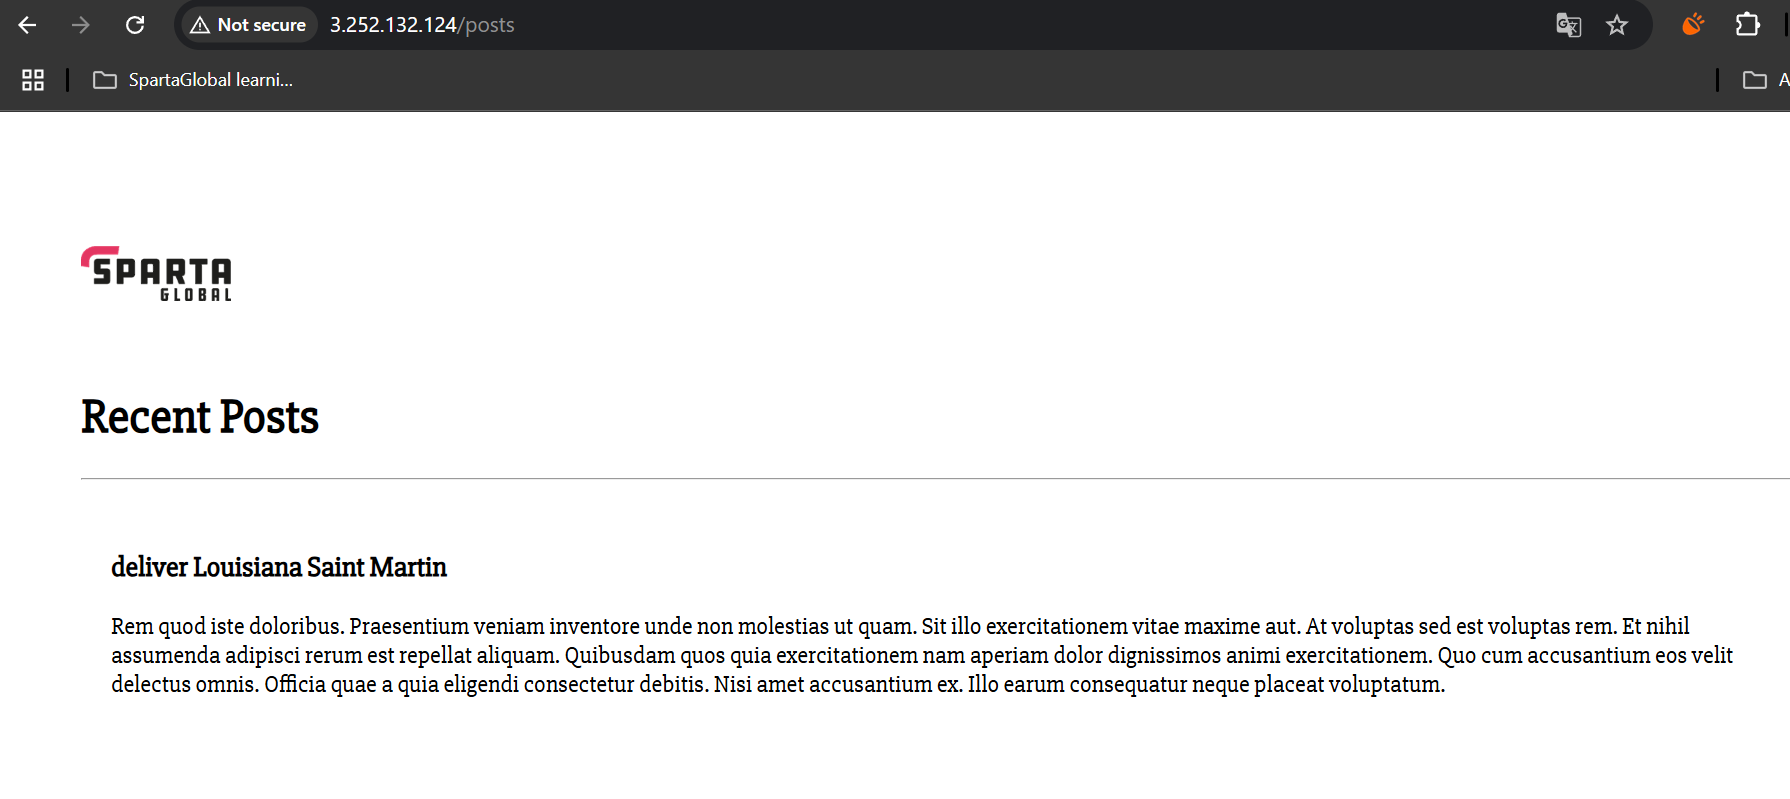 Not secure 3.252.132.124/posts
SpartaGlobal learni...
SPARTA
GLOBAL
Recent Posts
deliver Louisiana Saint Martin
Rem quod iste doloribus. Praesentium veniam inventore unde non molestias ut quam. Sit illo exercitationem vitae maxime aut. At voluptas sed est voluptas rem. Et nihil
assumenda adipisci rerum est repellat aliquam. Quibusdam quos quia exercitationem nam aperiam dolor dignissimos animi exercitationem. Quo cum accusantium eos velit
delectus omnis. Officia quae a quia eligendi consectetur debitis. Nisi amet accusantium ex. Illo earum consequatur neque placeat voluptatum.